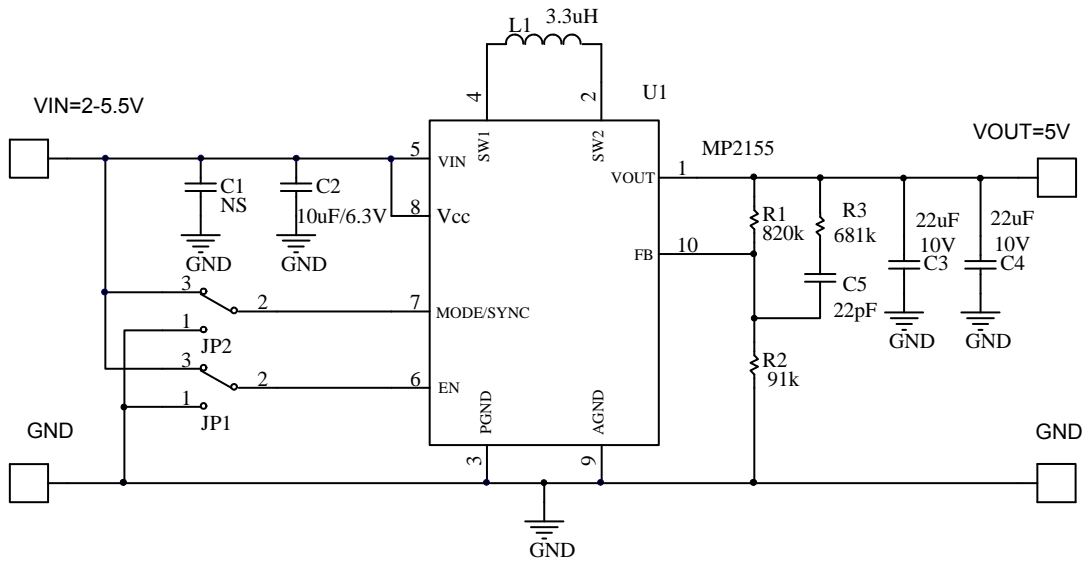 L1 3.3uH
4
2
U1
VIN=2-5.5V
SW1
SW2
MP2155
VOUT=5V
5
VIN
VOUT
1
C1
NS
C2
10uF/6.3V
8
Vcc
R1
820k
R3
681k
22uF
10V
C3
22uF
10V
C4
FB
10
GND
GND
C5
22pF
3
2
7
MODE/SYNC
1
JP2
GND
GND
3
2
6
EN
R2
91k
1
JP1
GND
PGND
AGND
GND
3
9
GND